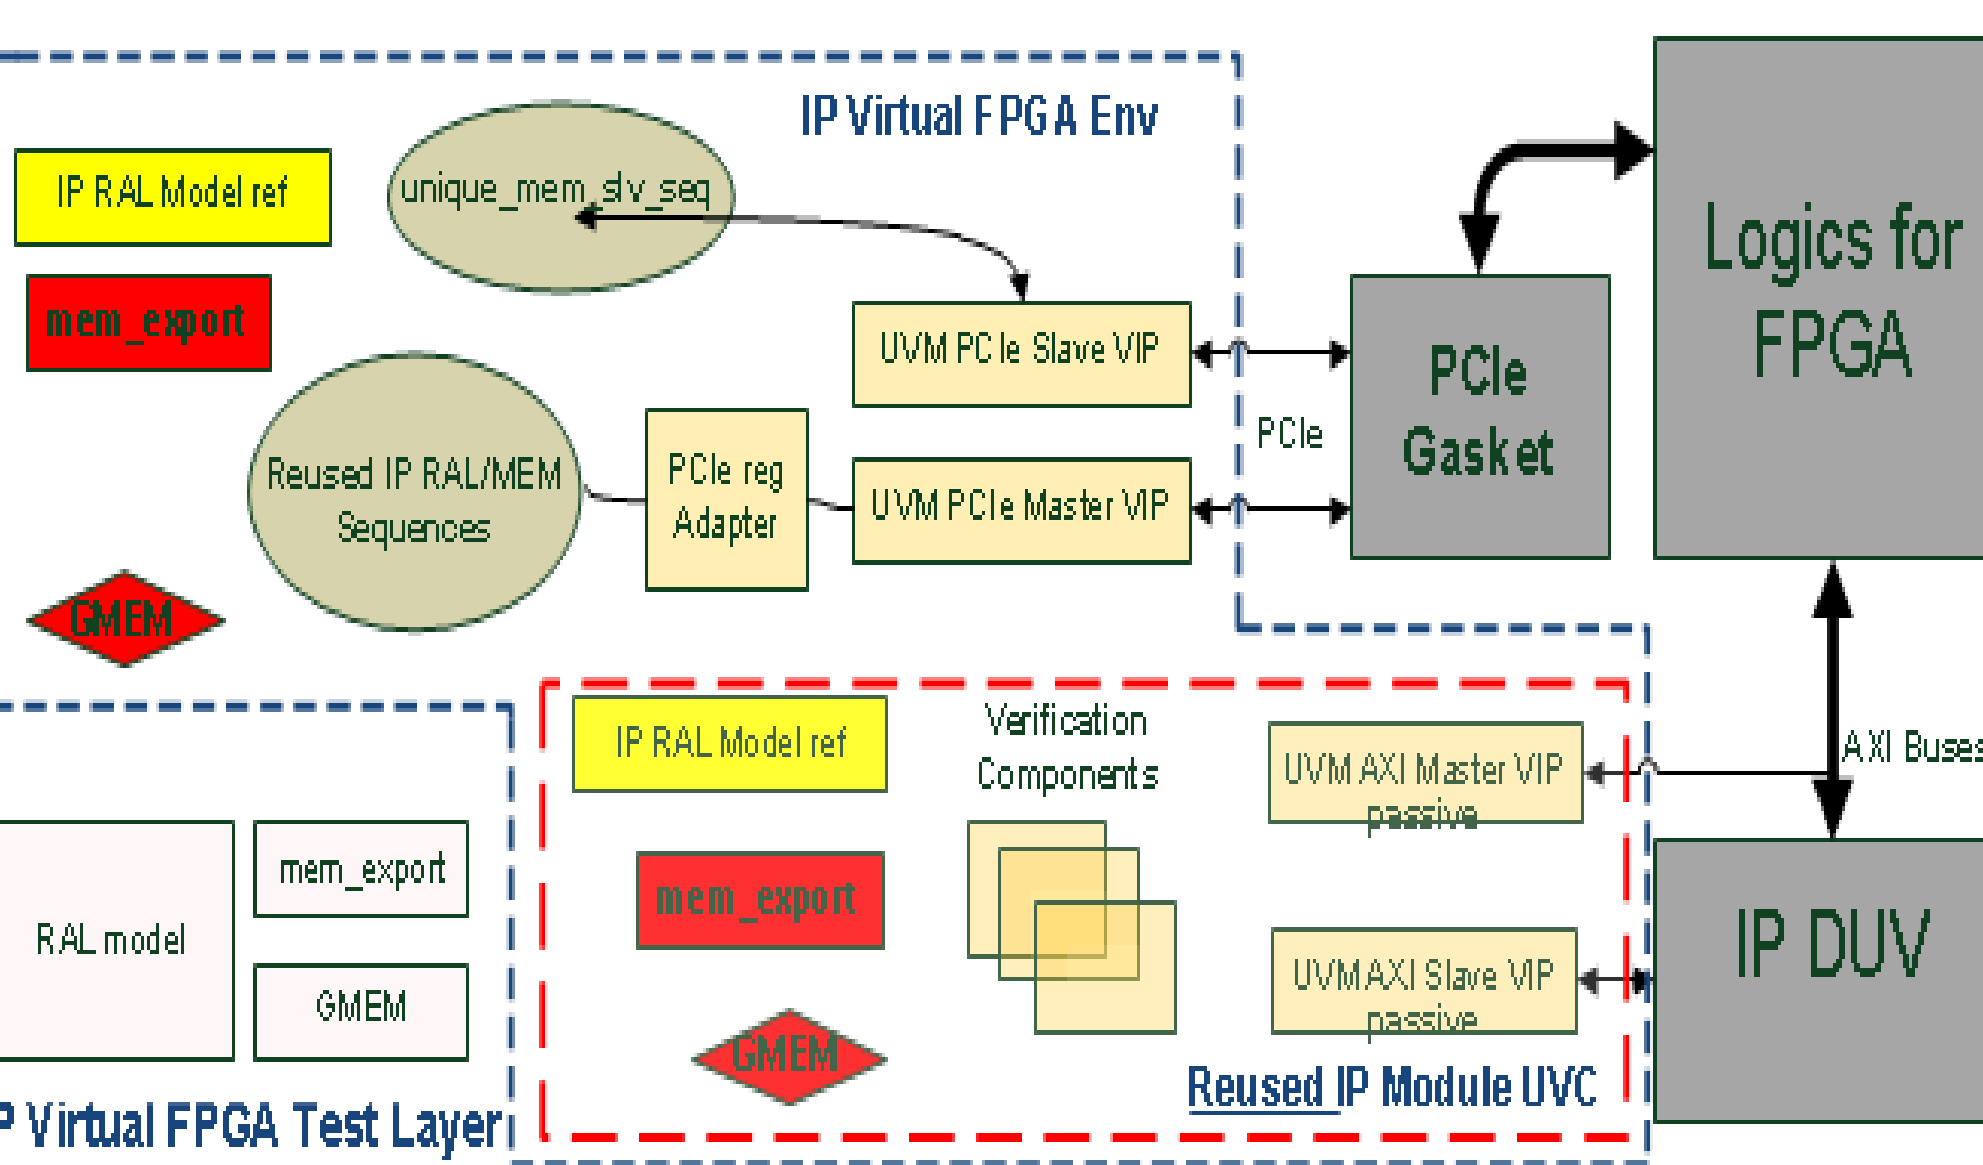 IP Virtual FPGA Env
IP RAL Model ref
unique_mem_slv_seq
mem_export
UVM PCIe Slave VIP
Logics for
FPGA
PCIe
Gasket
PCIe
Reused IP RAL/MEM
Sequences
PCIe reg
Adapter
UVM PCIe Master VIP
GMEM
IP RAL Model ref
Verification
Components
UVM AXI Master VIP
passive
AXI Buses
mem_export
RAL model
mem_export
GMEM
UVM AXI Slave VIP
passive
IP DUV
GMEM
Reused IP Module UVC
P Virtual FPGA Test Layer